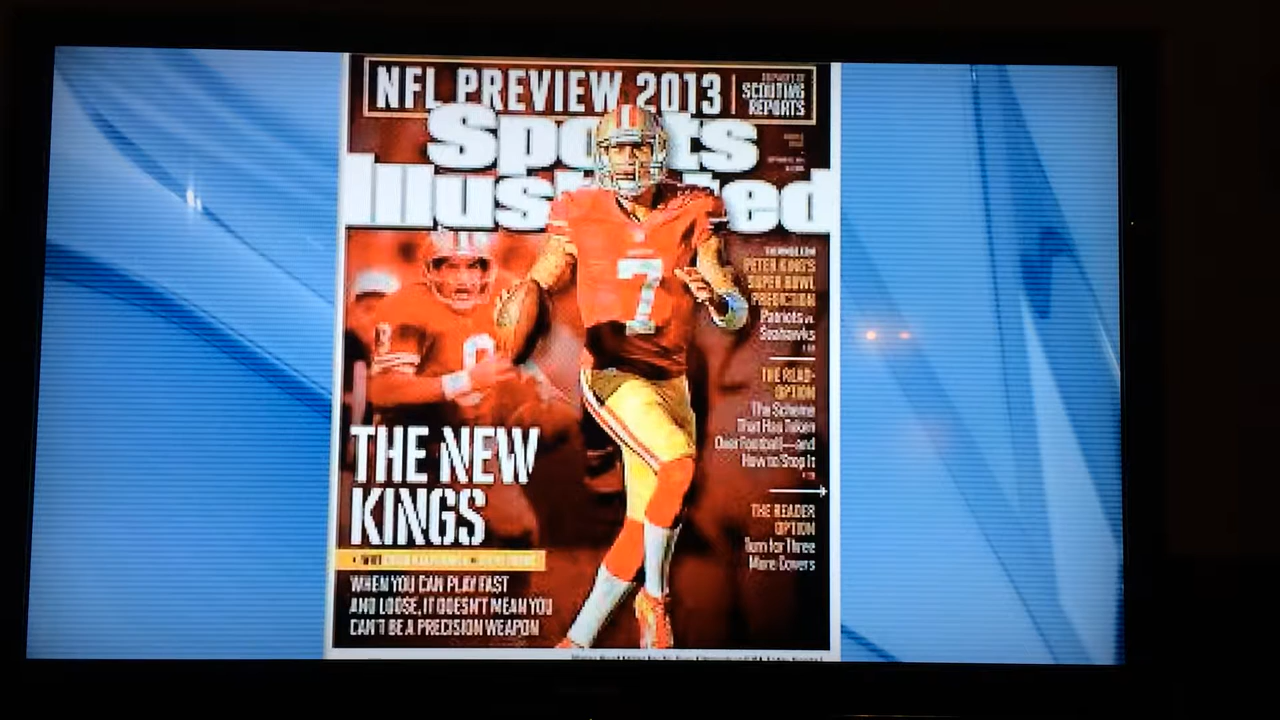 NFL PREVIEW 2013
SCOUTING
REPORTS
Sports
Illustrated
PETER KING'S
SUPER BOWL
PREDICTION
Patriots vs.
Seahawks
7
8
THE READ-
OPTION
The Scheme
That Has Taken
Over Football—and
How to Stop It
THE NEW
KINGS
THE READER
OPTION
Turn for Three
More Covers
WHEN YOU CAN PLAY FAST
AND LOOSE, IT DOESN'T MEAN YOU
CAN'T BE A PRECISION WEAPON